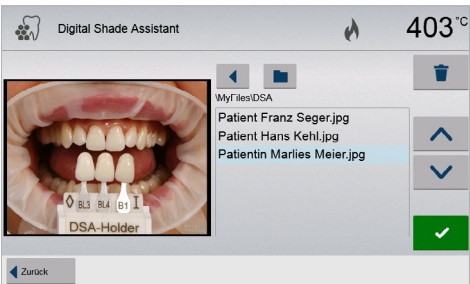 Digital Shade Assistant
403°C
\MyFiles\DSA
Patient Franz Seger.jpg
Patient Hans Kehl.jpg
Patientin Marlies Meier.jpg
BL3 BL4 B1
DSA-Holder
Zurück